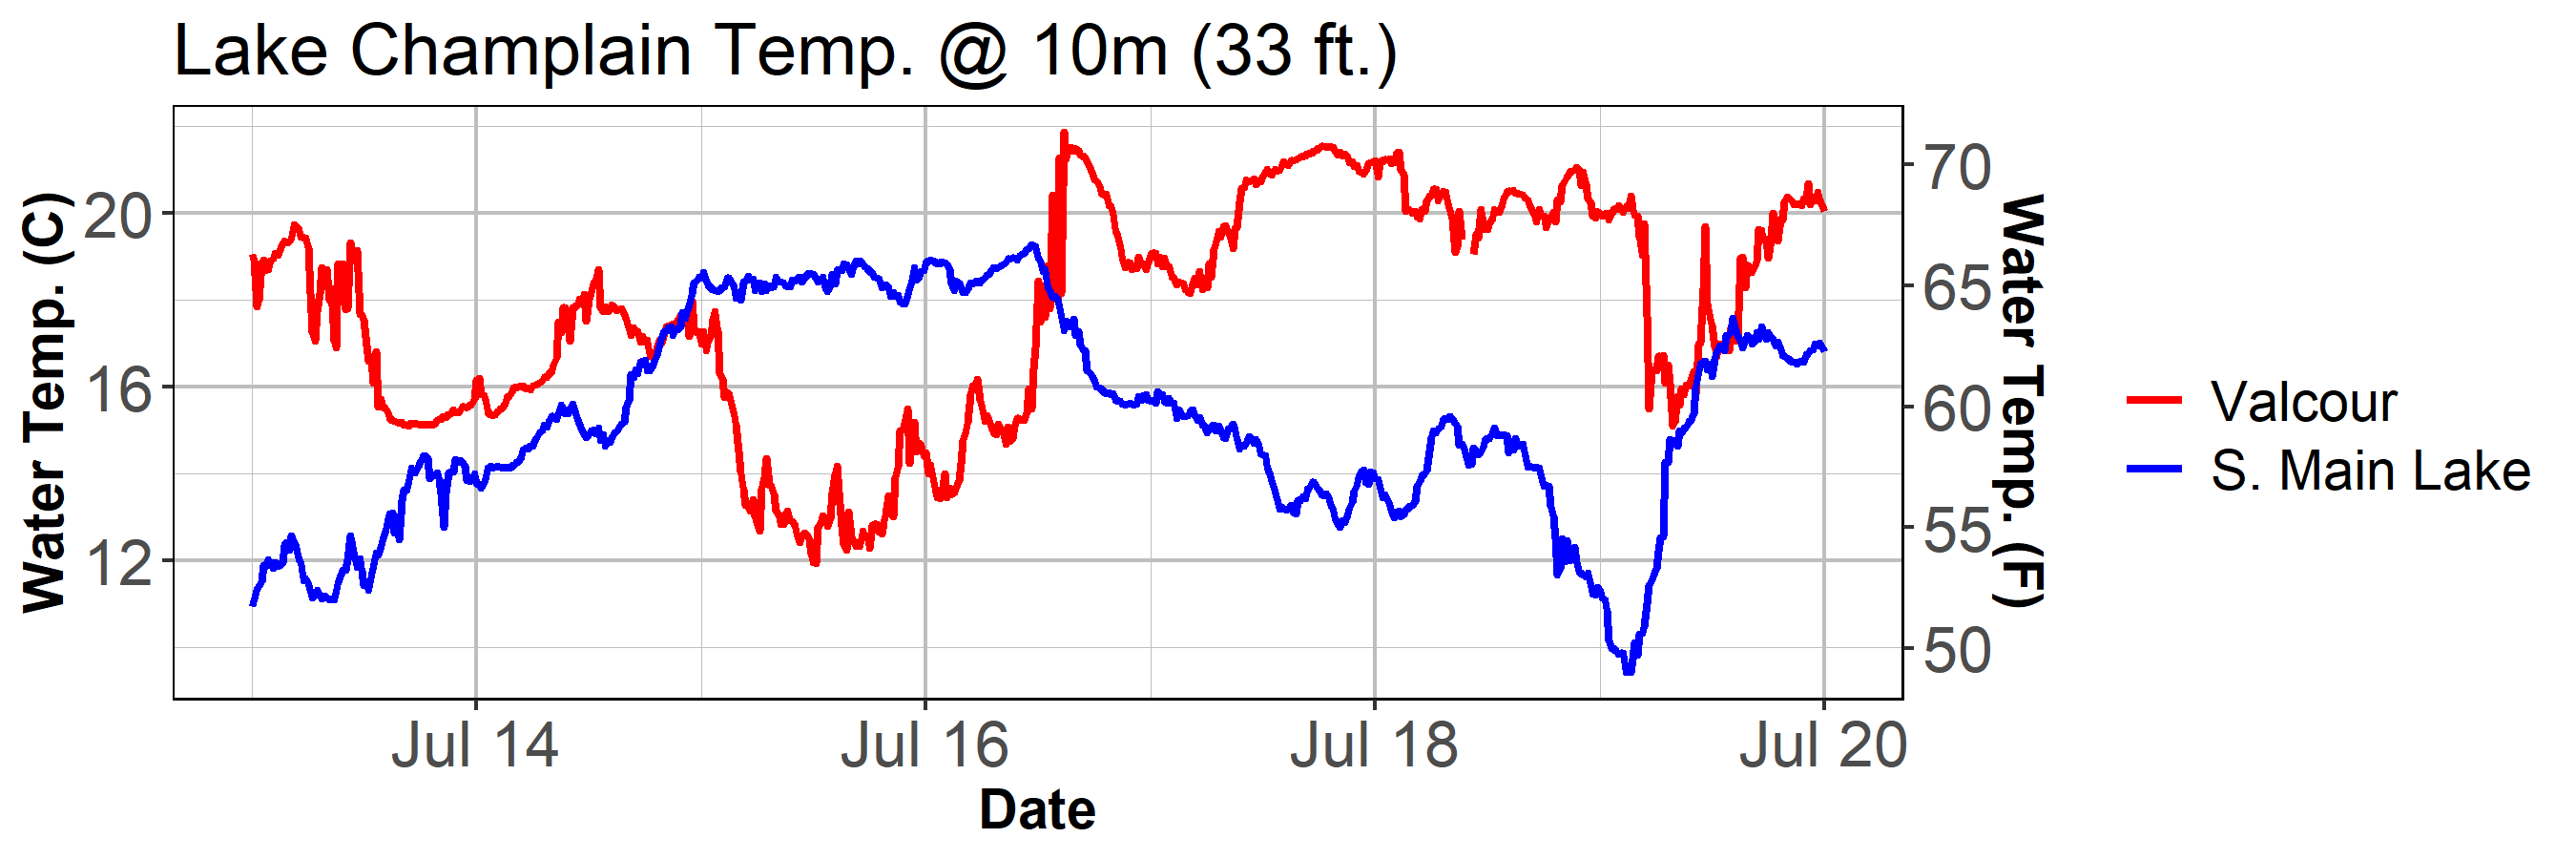 Lake Champlain Temp. @ 10m (33 ft.)
Water Temp. (C)
20
16
12
70
65
60
55
50
Water Temp. (F)
Jul 14
Jul 16
Jul 18
Jul 20
Date
Valcour
S. Main Lake